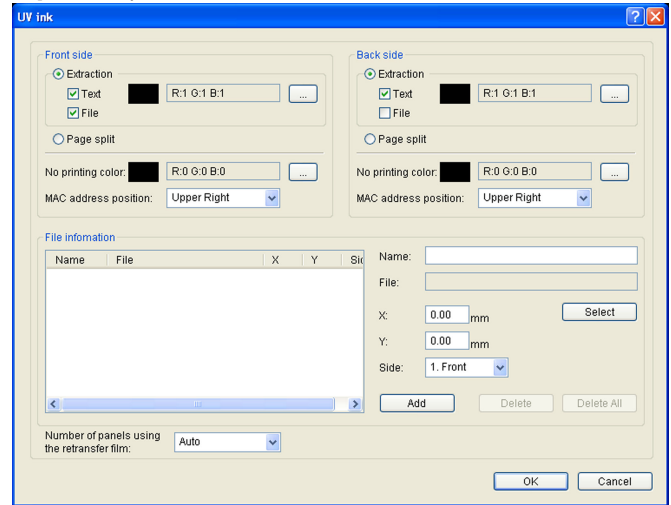 UV ink
Front side
Extraction
Text
R:1 G:1 B:1
...
File
Page split
No printing color:
R:0 G:0 B:0
...
MAC address position:
Upper Right
Back side
Extraction
Text
R:1 G:1 B:1
...
File
Page split
No printing color:
R:0 G:0 B:0
...
MAC address position:
Upper Right
File infomation
Name File X Y Sid
Name:
File:
X: 0.00 mm
Select
Y: 0.00 mm
Side: 1. Front
Add Delete Delete All
Number of panels using
the retransfer film:
Auto
OK Cancel